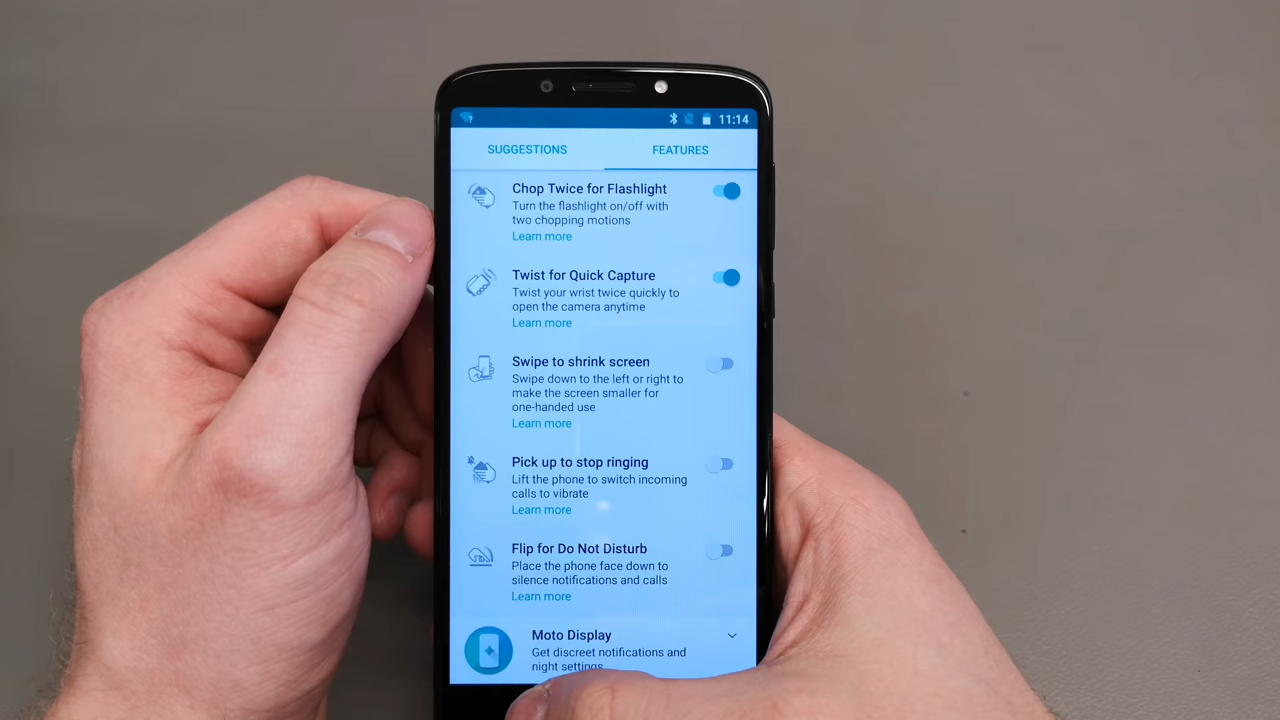 11:14
SUGGESTIONS
FEATURES
Chop Twice for Flashlight
Turn the flashlight on/off with
two chopping motions
Learn more
Twist for Quick Capture
Twist your wrist twice quickly to
open the camera anytime
Learn more
Swipe to shrink screen
Swipe down to the left or right to
make the screen smaller for
one-handed use
Learn more
Pick up to stop ringing
Lift the phone to switch incoming
calls to vibrate
Learn more
Flip for Do Not Disturb
Place the phone face down to
silence notifications and calls
Learn more
Moto Display
Get discreet notifications and
night settings